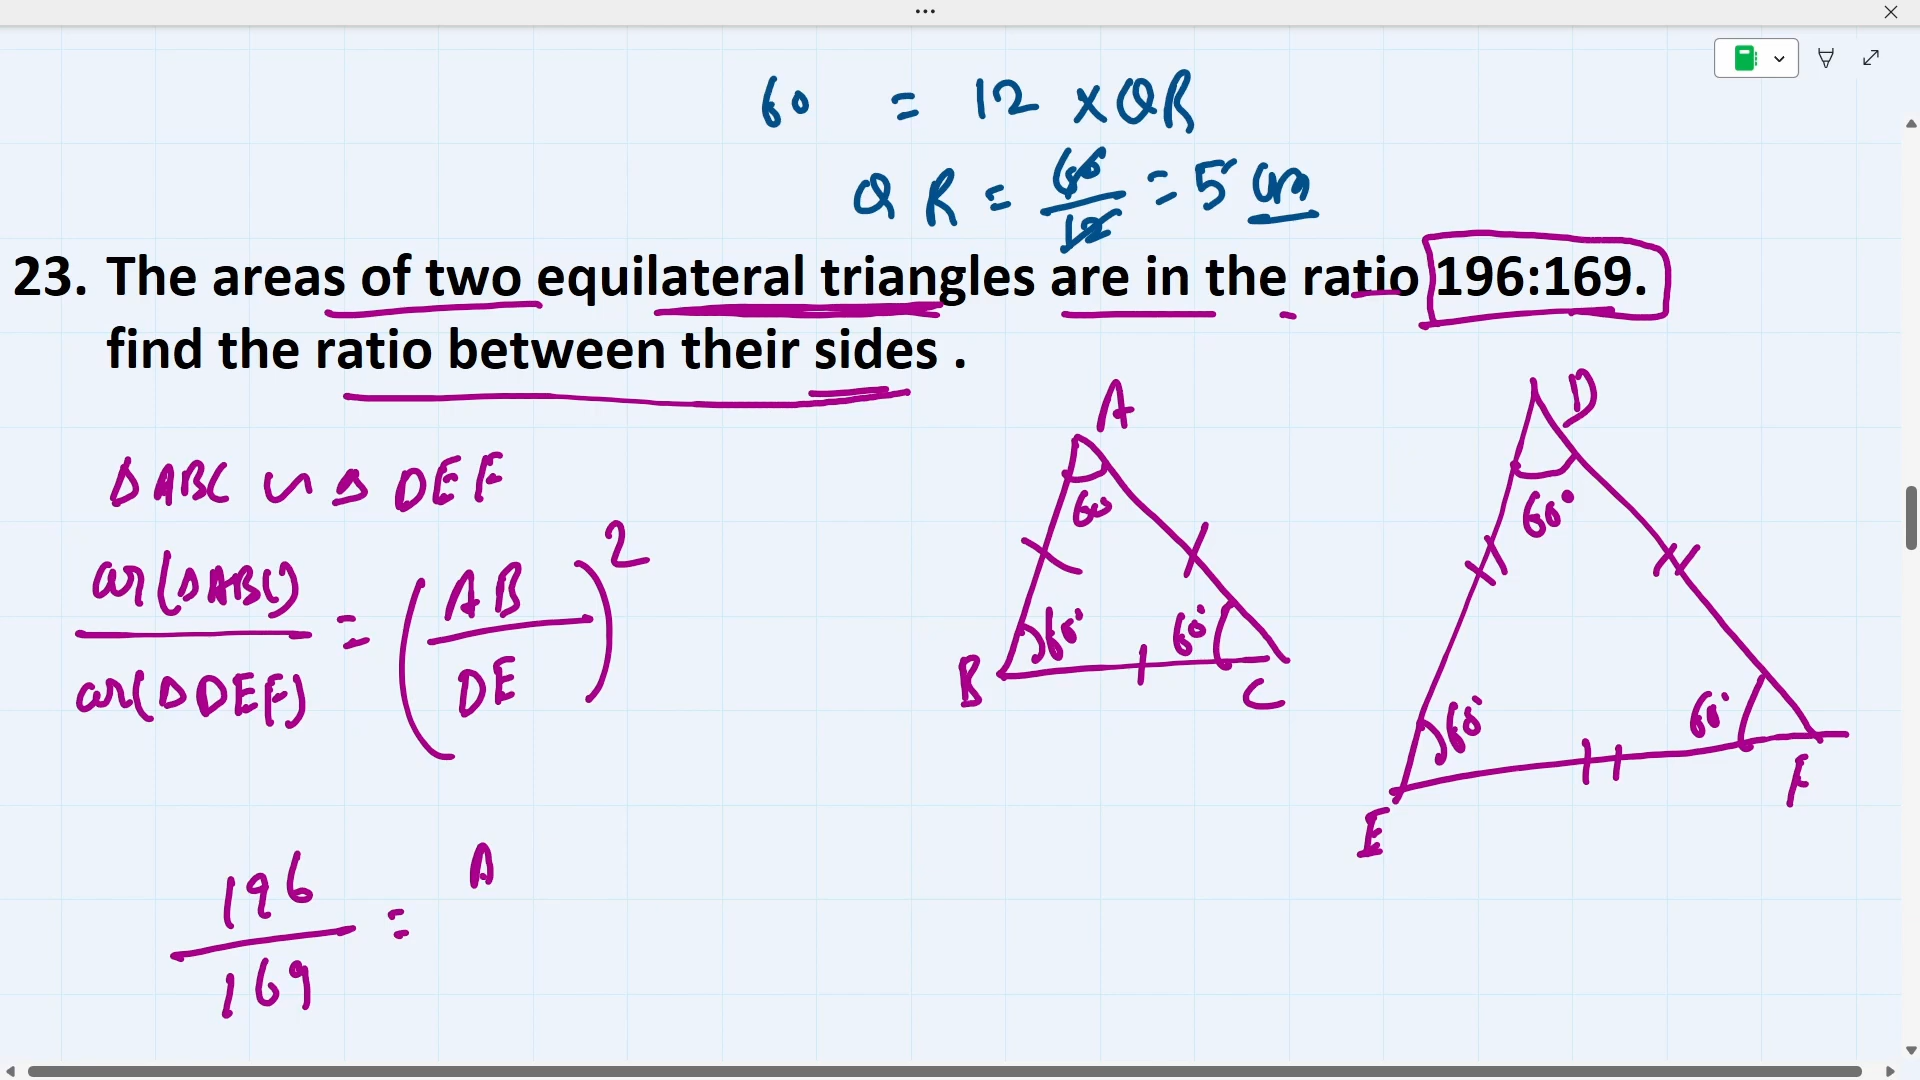 60 = 12 × QR
QR = 60/12 = 5 cm
23. The areas of two equilateral triangles are in the ratio 196:169.
find the ratio between their sides .
Δ ABC ~ Δ DEF
ar(ΔABC)/ar(ΔDEF) = (AB/DE)²
196/169 = A
A
60
B
60°
60°
C
D
60°
60°
60°
E
F